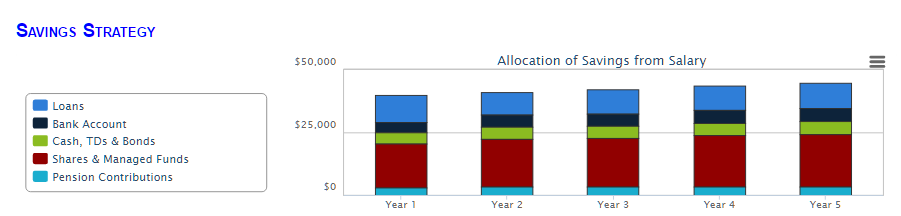 Savings Strategy
Allocation of Savings from Salary
$50,000
$25,000
$0
Loans
Bank Account
Cash, TDs & Bonds
Shares & Managed Funds
Pension Contributions
Year 1
Year 2
Year 3
Year 4
Year 5